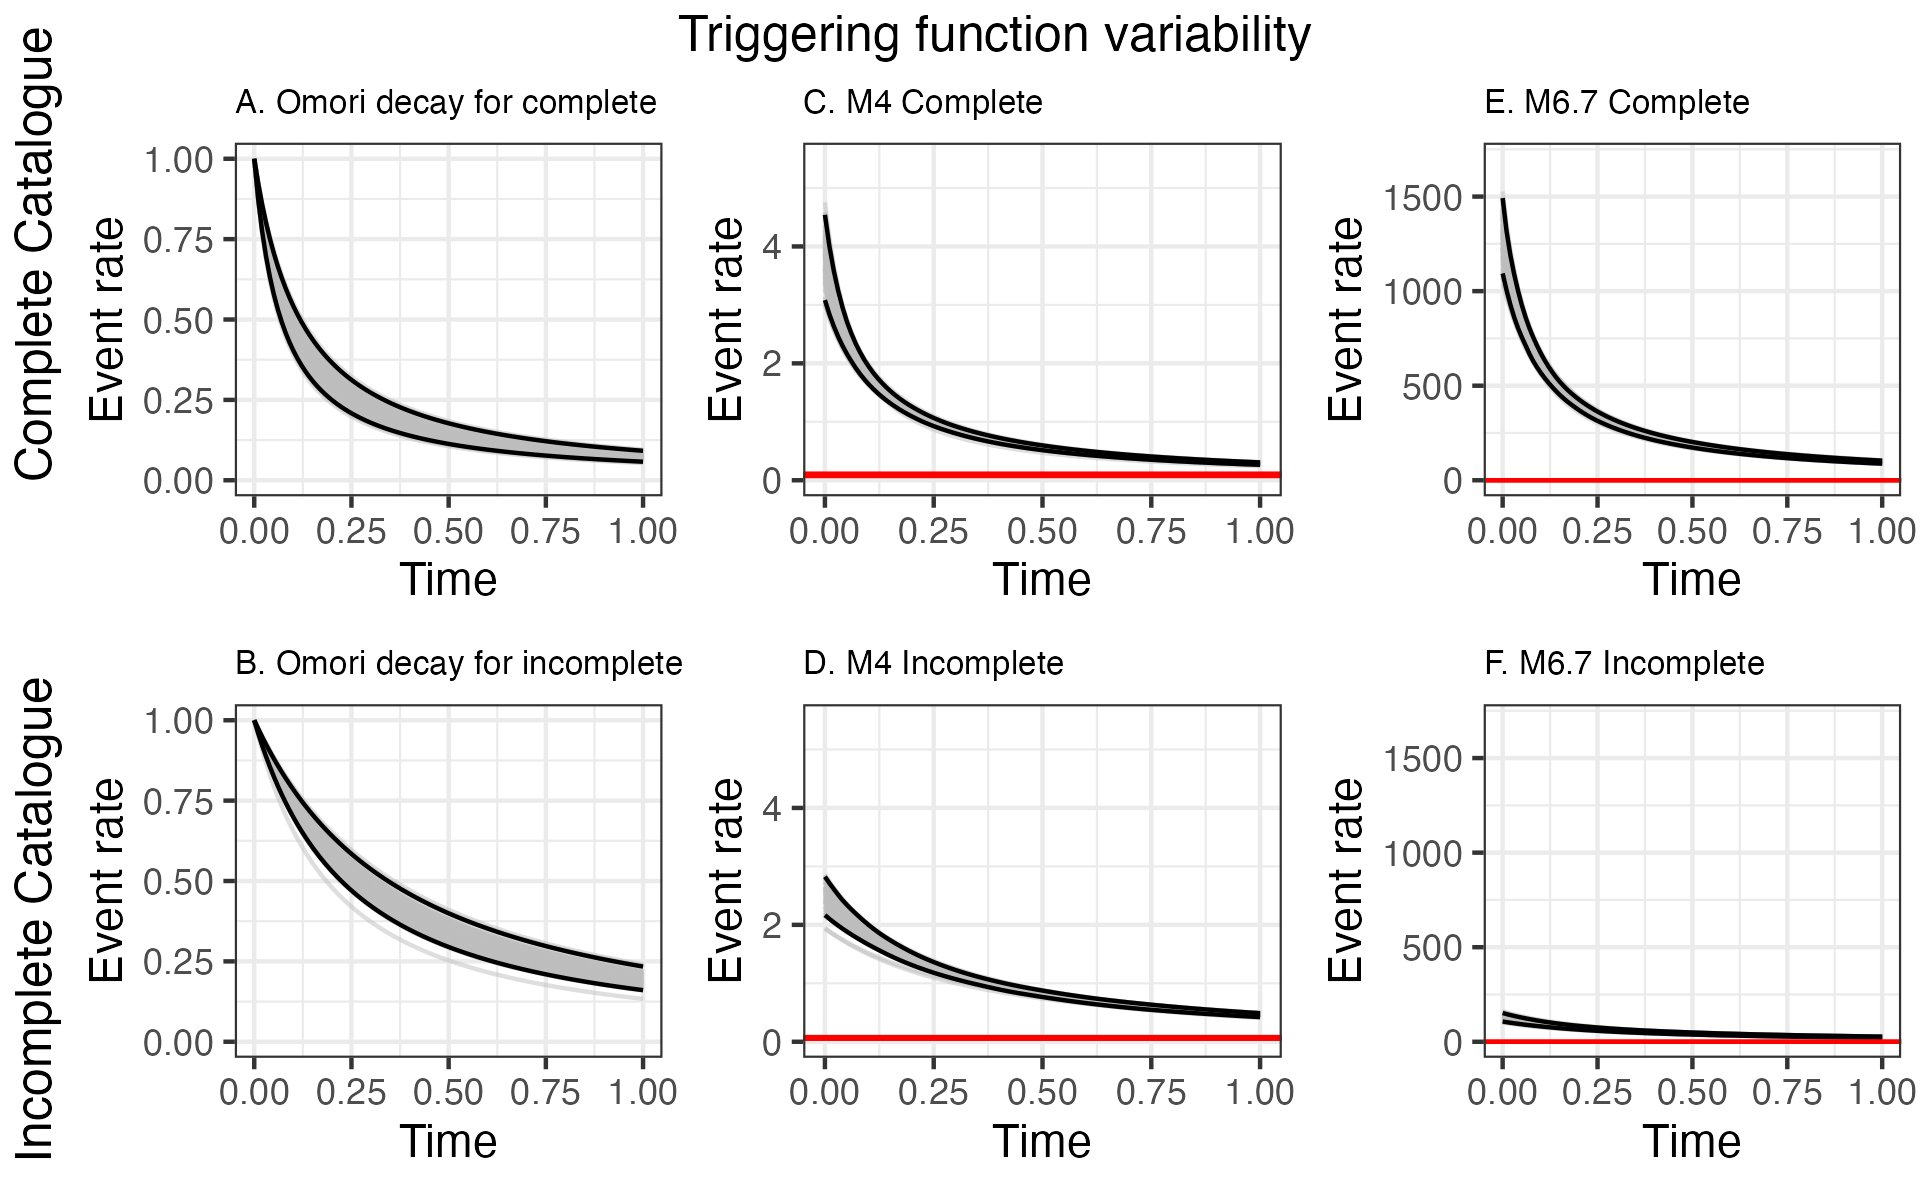 Triggering function variability
Complete Catalogue
A. Omori decay for complete
Event rate
1.00
0.75
0.50
0.25
0.00
0.00 0.25 0.50 0.75 1.00
Time
C. M4 Complete
Event rate
4
2
0
0.00 0.25 0.50 0.75 1.00
Time
E. M6.7 Complete
Event rate
1500
1000
500
0
0.00 0.25 0.50 0.75 1.00
Time
Incomplete Catalogue
B. Omori decay for incomplete
Event rate
1.00
0.75
0.50
0.25
0.00
0.00 0.25 0.50 0.75 1.00
Time
D. M4 Incomplete
Event rate
4
2
0
0.00 0.25 0.50 0.75 1.00
Time
F. M6.7 Incomplete
Event rate
1500
1000
500
0
0.00 0.25 0.50 0.75 1.00
Time